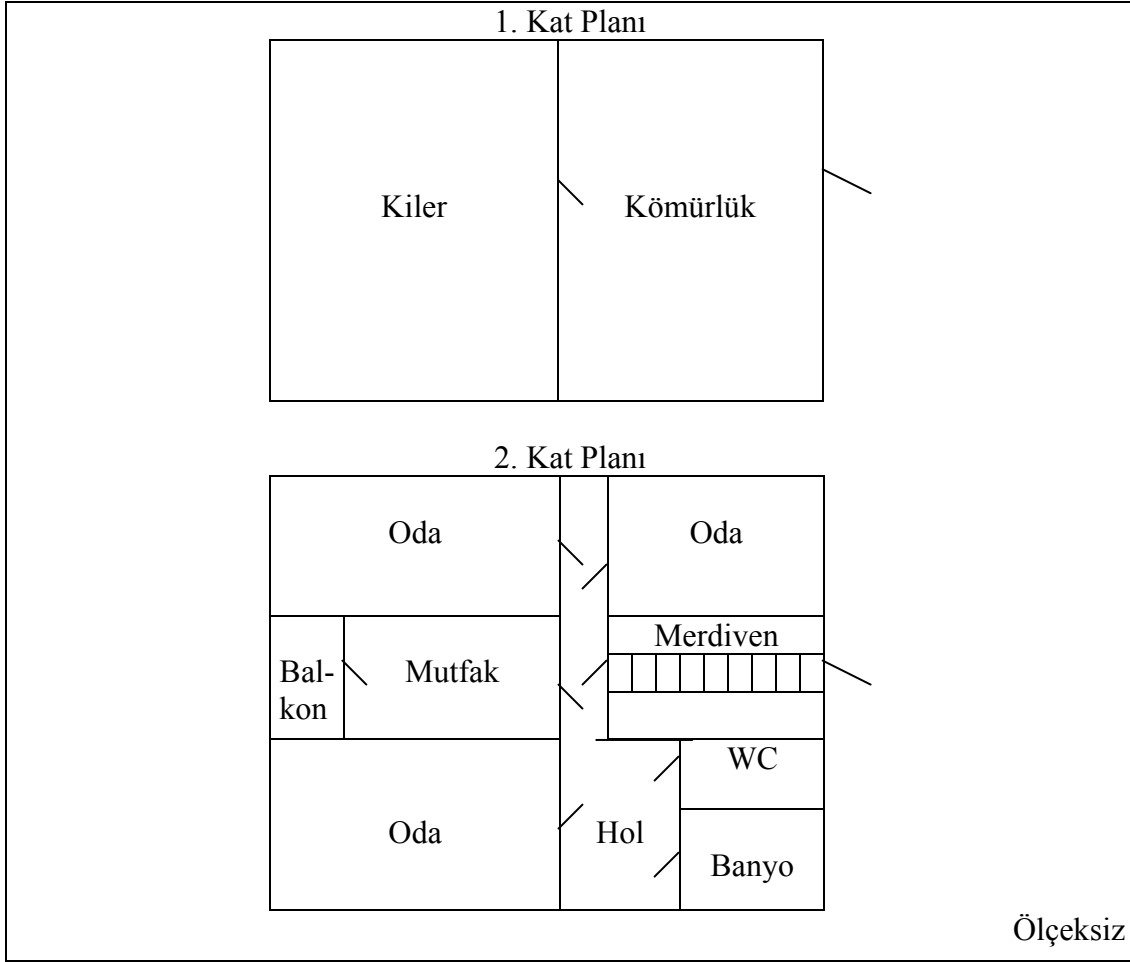 1. Kat Planı
Kiler
Kömürlük
2. Kat Planı
Oda
Oda
Merdiven
Bal-
kon
Mutfak
WC
Oda
Hol
Banyo
Ölçeksiz